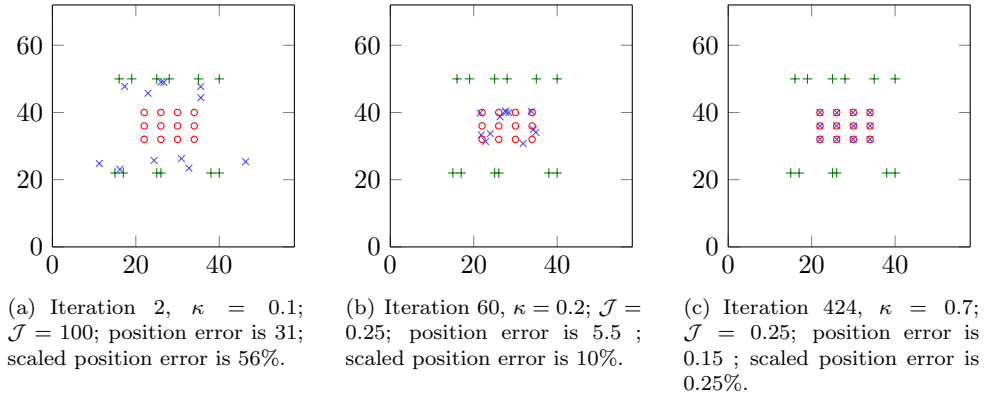 60
40
20
0
0
20
40
60
40
20
0
0
20
40
60
40
20
0
0
20
40
(a) Iteration 2, κ = 0.1;
𝒥 = 100; position error is 31;
scaled position error is 56%.
(b) Iteration 60, κ = 0.2; 𝒥 =
0.25; position error is 5.5 ;
scaled position error is 10%.
(c) Iteration 424, κ = 0.7;
𝒥 = 0.25; position error is
0.15 ; scaled position error is
0.25%.